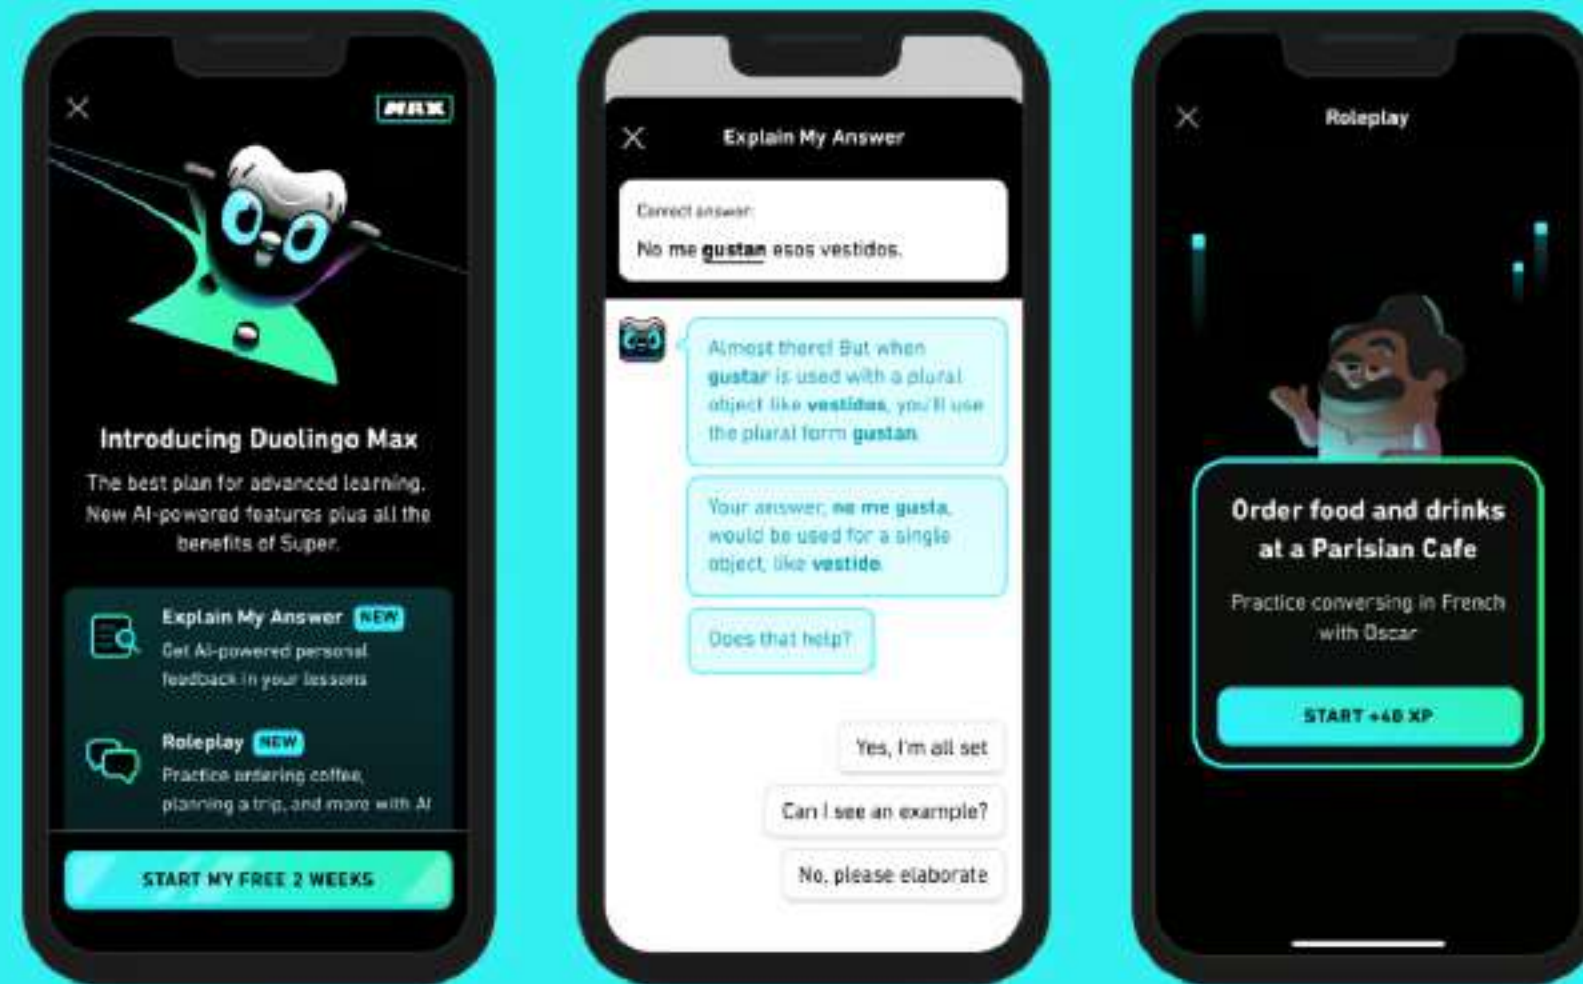 MAX
Introducing Duolingo Max
The best plan for advanced learning.
New AI-powered features plus all the
benefits of Super.
Explain My Answer NEW
Get AI-powered personal
feedback in your lessons
Roleplay NEW
Practice ordering coffee,
planning a trip, and more with AI
START MY FREE 2 WEEKS
Explain My Answer
Correct answer:
No me gustan esos vestidos.
Almost there! But when
gustar is used with a plural
object like vestidos, you'll use
the plural form gustan.
Your answer, no me gusta,
would be used for a single
object, like vestido.
Does that help?
Yes, I'm all set
Can I see an example?
No, please elaborate
Roleplay
Order food and drinks
at a Parisian Cafe
Practice conversing in French
with Oscar
START +40 XP